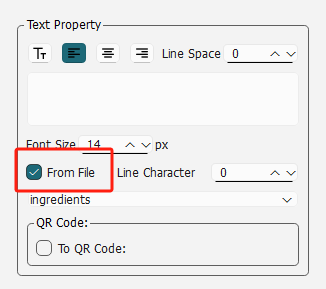 Text Property
TT Line Space 0
Font Size 14 px
From File Line Character 0
ingredients
QR Code:
To QR Code: